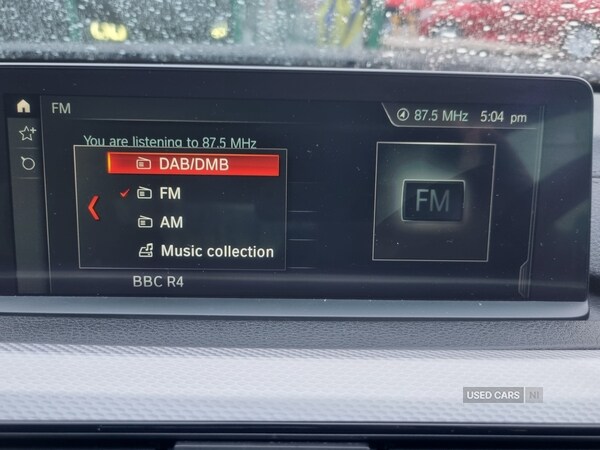 FM
87.5 MHz 5:04 pm
You are listening to 87.5 MHz
DAB/DMB
FM
AM
Music collection
FM
BBC R4
USED CARS NI